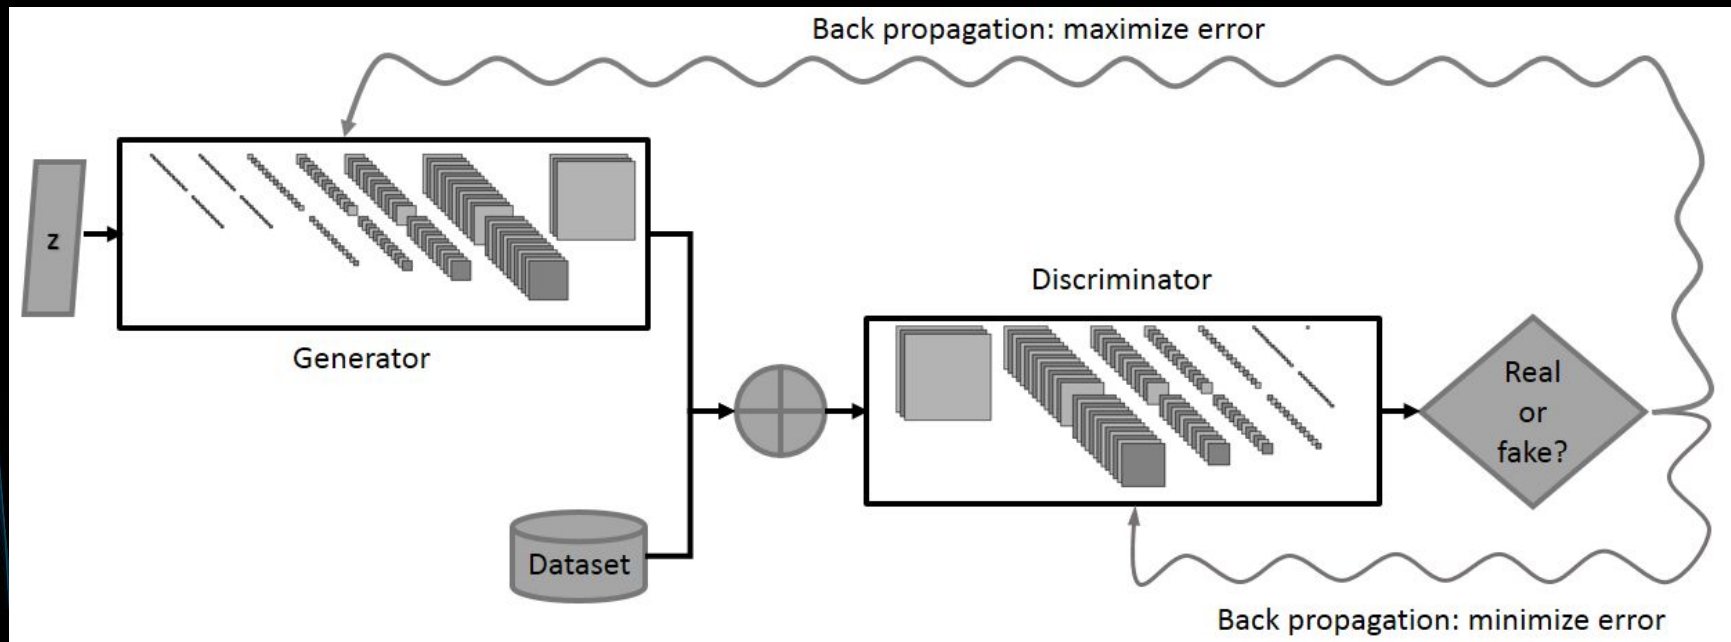 Back propagation: maximize error
z
Generator
Discriminator
Real
or
fake?
Dataset
Back propagation: minimize error